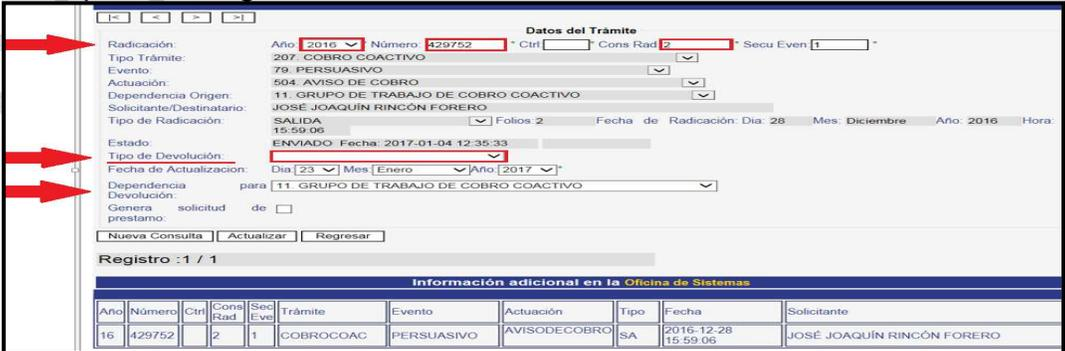 |< < > >|
Datos del Trámite
Radicación: Año: 2016 * Número: 429752 * Ctrl: * Cons Rad 2 * Secu Even: 1 *
Tipo Trámite: 207. COBRO COACTIVO
Evento: 79. PERSUASIVO
Actuación: 504. AVISO DE COBRO
Dependencia Origen: 11. GRUPO DE TRABAJO DE COBRO COACTIVO
Solicitante/Destinatario: JOSÉ JOAQUÍN RINCÓN FORERO
Tipo de Radicación: SALIDA Folios: 2 Fecha de Radicación: Dia: 28 Mes: Diciembre Año: 2016 Hora:
15:59:06
Estado: ENVIADO Fecha: 2017-01-04 12:35:33
Tipo de Devolución:
Fecha de Actualizacion: Dia: 23 Mes: Enero Año: 2017 *
Dependencia para 11. GRUPO DE TRABAJO DE COBRO COACTIVO
Devolución:
Genera solicitud de
prestamo:
Nueva Consulta Actualizar Regresar
Registro :1 / 1
Información adicional en la Oficina de Sistemas
Año Número Ctrl Cons Rad Sec Eve Trámite Evento Actuación Tipo Fecha Solicitante
16 429752 2 1 COBROCOAC PERSUASIVO AVISODECOBRO SA 2016-12-28 15:59:06 JOSÉ JOAQUÍN RINCÓN FORERO